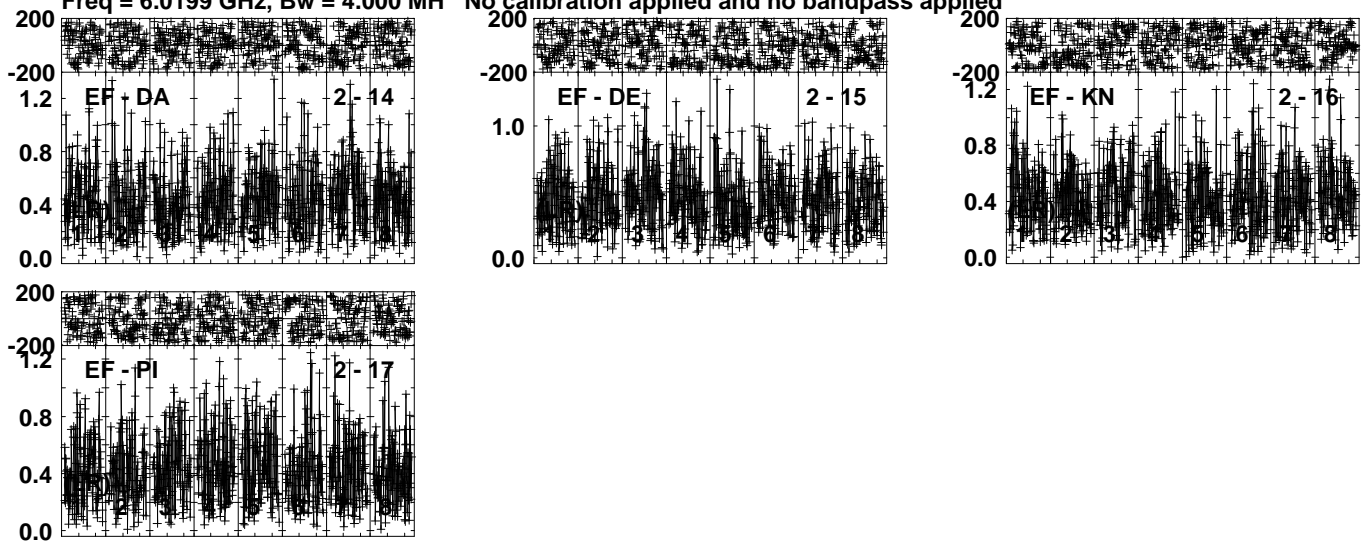 Freq = 6.0199 GHz, Bw = 4.000 MH No calibration applied and no bandpass applied
200
-200
EF - DA 2 - 14
1.2
0.8
0.4
0.0
1 2 3 4 5 6 7 8
200
-200
EF - DE 2 - 15
1.0
0.0
1 2 3 4 5 6 7 8
200
-200
EF - KN 2 - 16
1.2
0.8
0.4
0.0
1 2 3 4 5 6 7 8
200
-200
1.2
EF - PI 2 - 17
0.8
0.4
0.0
2 3 4 5 6 7 8